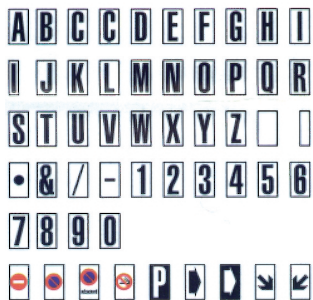 A B C C D E F G H I
I J K L M N O P Q R
S T U V W X Y Z
• & / - 1 2 3 4 5 6
7 8 9 0
P